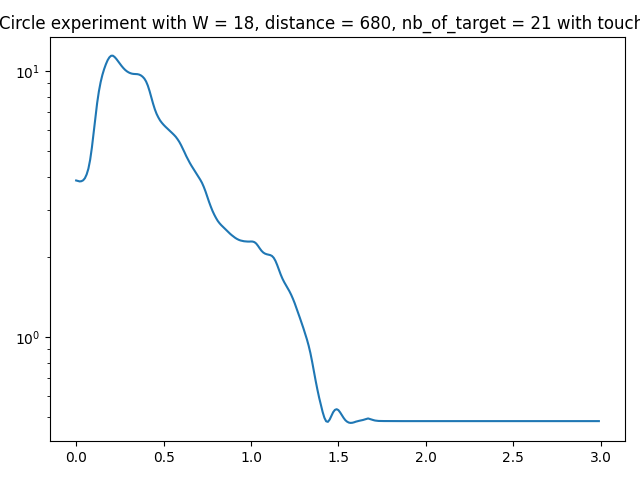 Circle experiment with W = 18, distance = 680, nb_of_target = 21 with touch
10¹
10⁰
0.0 0.5 1.0 1.5 2.0 2.5 3.0